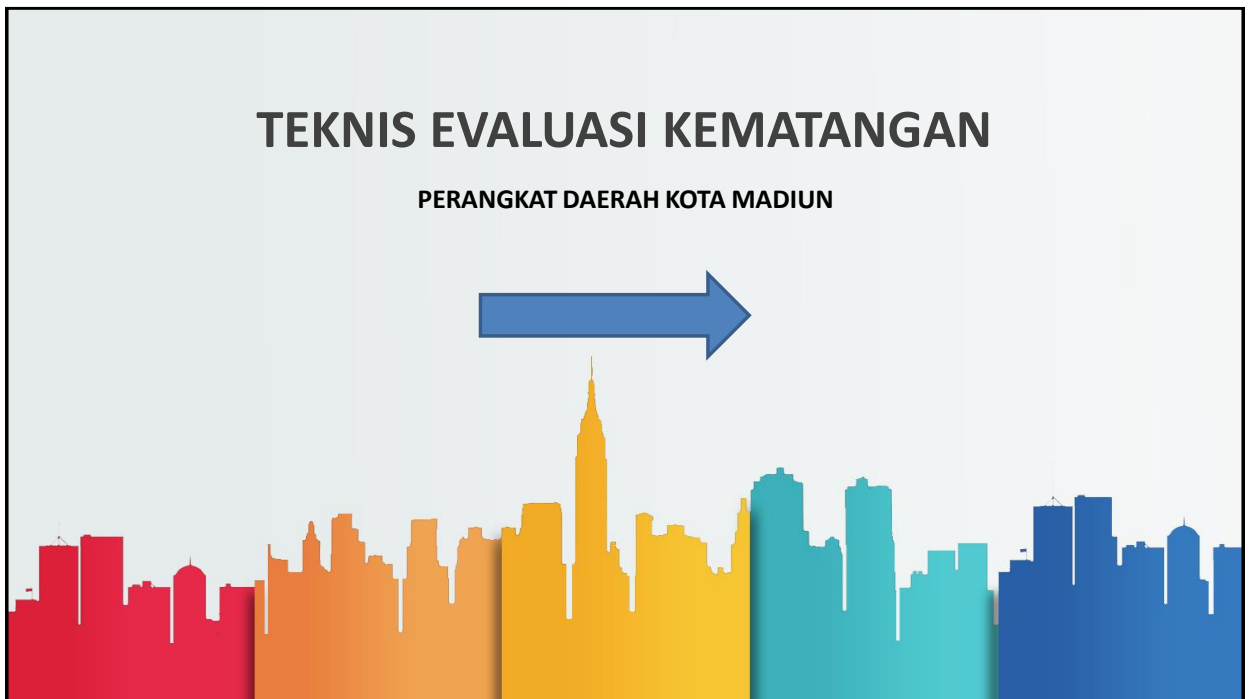 TEKNIS EVALUASI KEMATANGAN
PERANGKAT DAERAH KOTA MADIUN